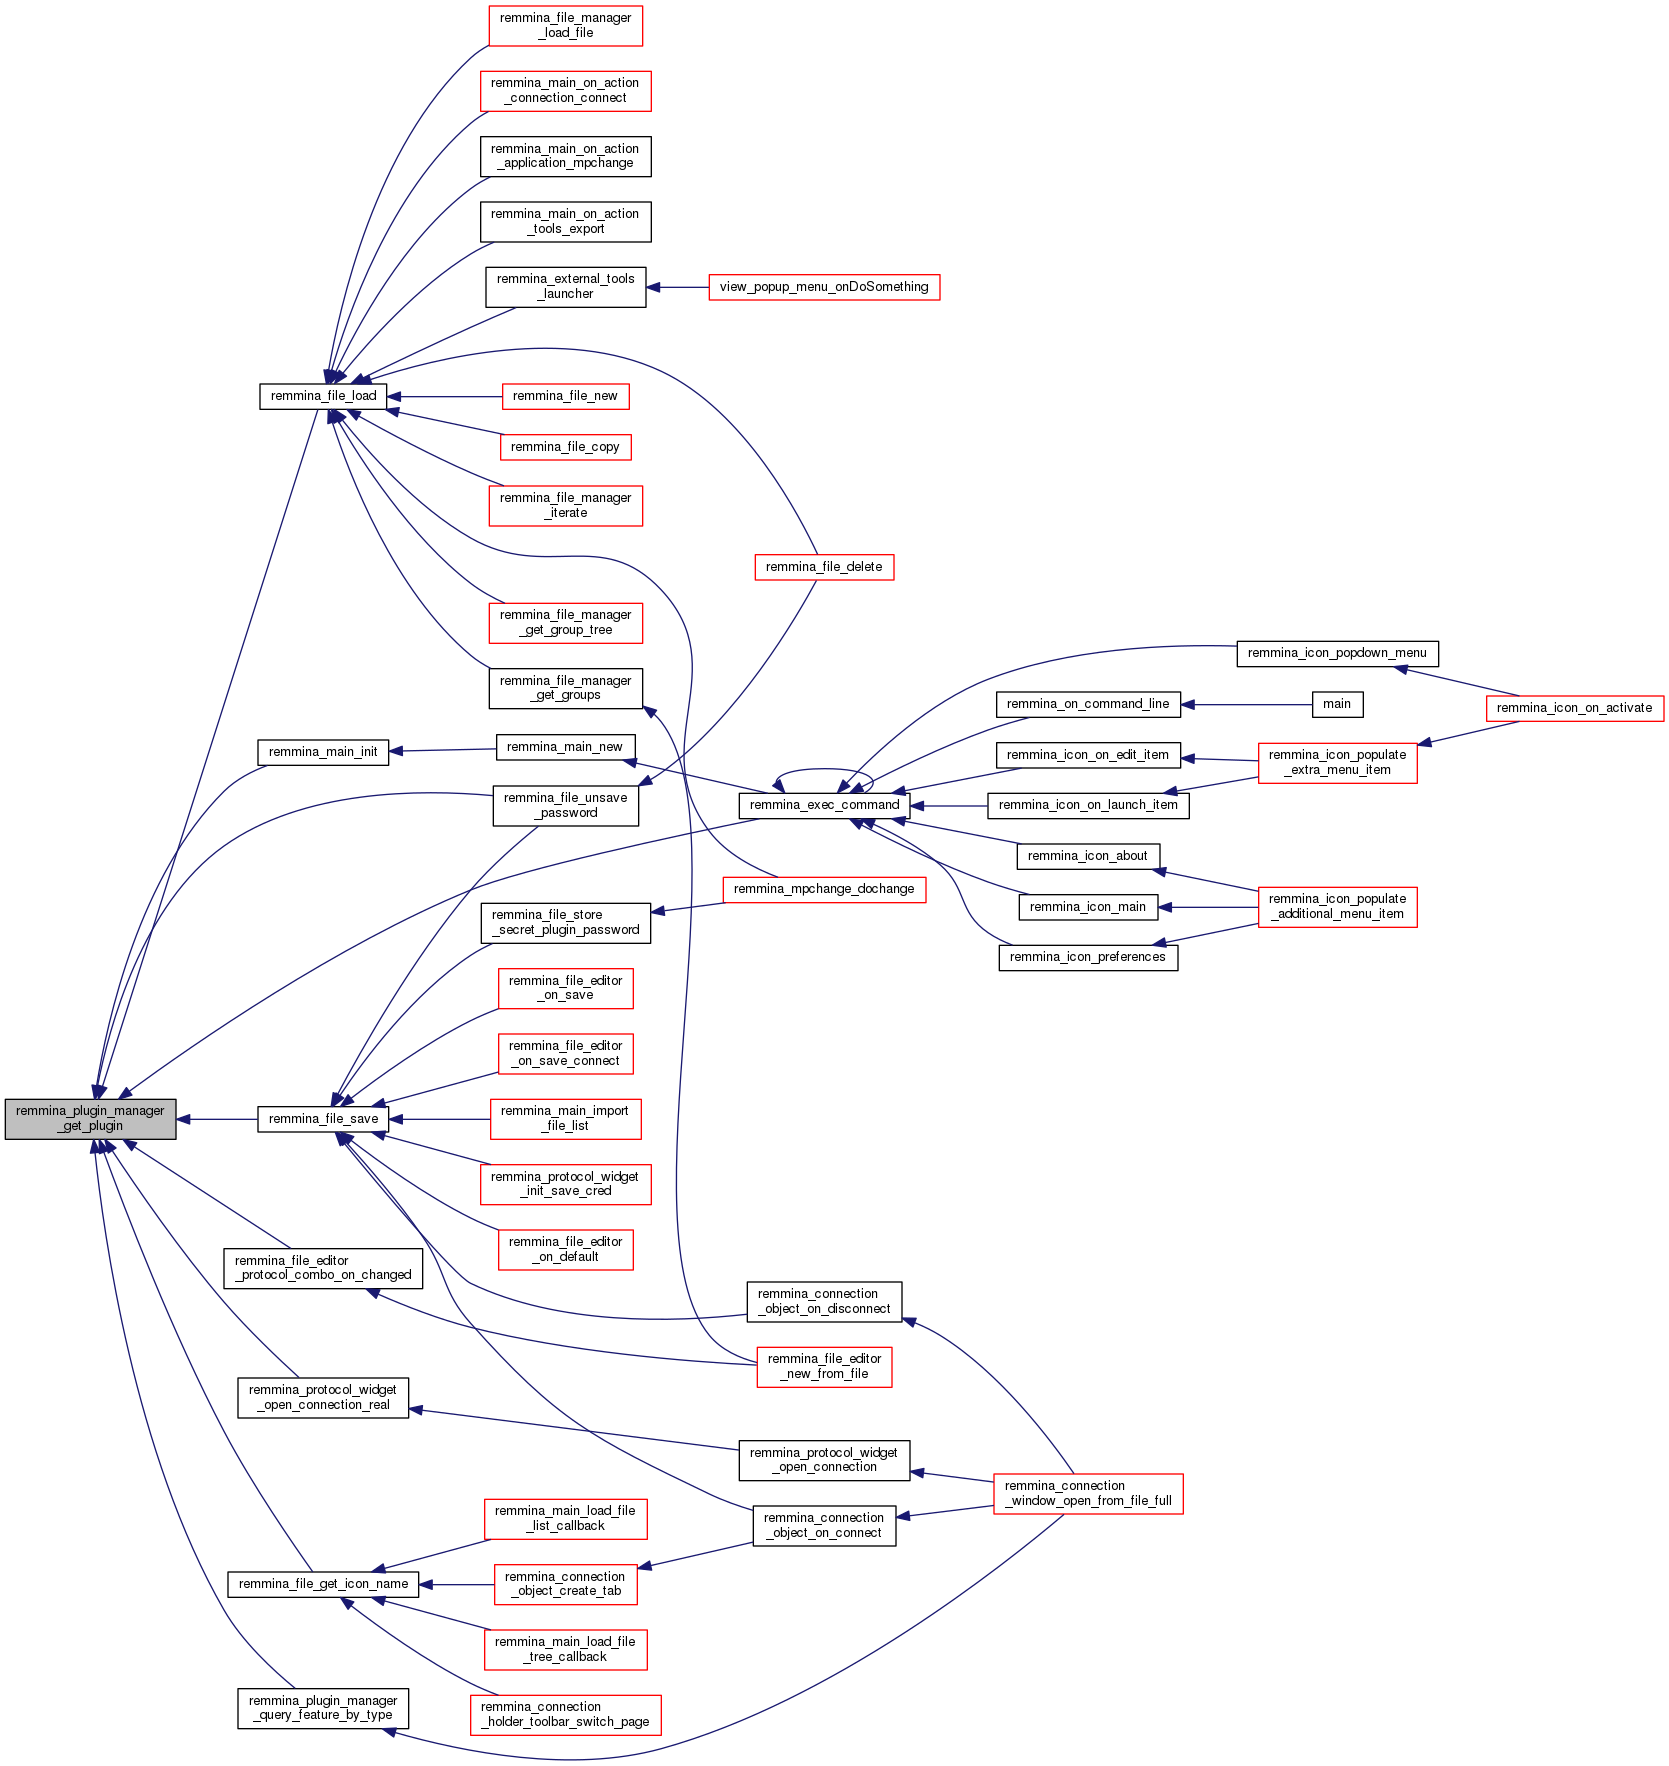 remmina_file_manager
_load_file
remmina_main_on_action
_connection_connect
remmina_main_on_action
_application_mpchange
remmina_main_on_action
_tools_export
remmina_external_tools
_launcher
view_popup_menu_onDoSomething
remmina_file_load
remmina_file_new
remmina_file_copy
remmina_file_manager
_iterate
remmina_file_delete
remmina_file_manager
_get_group_tree
remmina_file_manager
_get_groups
remmina_icon_popdown_menu
remmina_on_command_line
main
remmina_icon_on_activate
remmina_main_init
remmina_main_new
remmina_icon_on_edit_item
remmina_icon_populate
_extra_menu_item
remmina_file_unsave
_password
remmina_exec_command
remmina_icon_on_launch_item
remmina_icon_about
remmina_mpchange_dochange
remmina_icon_main
remmina_icon_populate
_additional_menu_item
remmina_file_store
_secret_plugin_password
remmina_icon_preferences
remmina_file_editor
_on_save
remmina_file_editor
_on_save_connect
remmina_plugin_manager
_get_plugin
remmina_file_save
remmina_main_import
_file_list
remmina_protocol_widget
_init_save_cred
remmina_file_editor
_on_default
remmina_file_editor
_protocol_combo_on_changed
remmina_connection
_object_on_disconnect
remmina_file_editor
_new_from_file
remmina_protocol_widget
_open_connection_real
remmina_protocol_widget
_open_connection
remmina_connection
_window_open_from_file_full
remmina_main_load_file
_list_callback
remmina_connection
_object_on_connect
remmina_file_get_icon_name
remmina_connection
_object_create_tab
remmina_main_load_file
_tree_callback
remmina_plugin_manager
_query_feature_by_type
remmina_connection
_holder_toolbar_switch_page